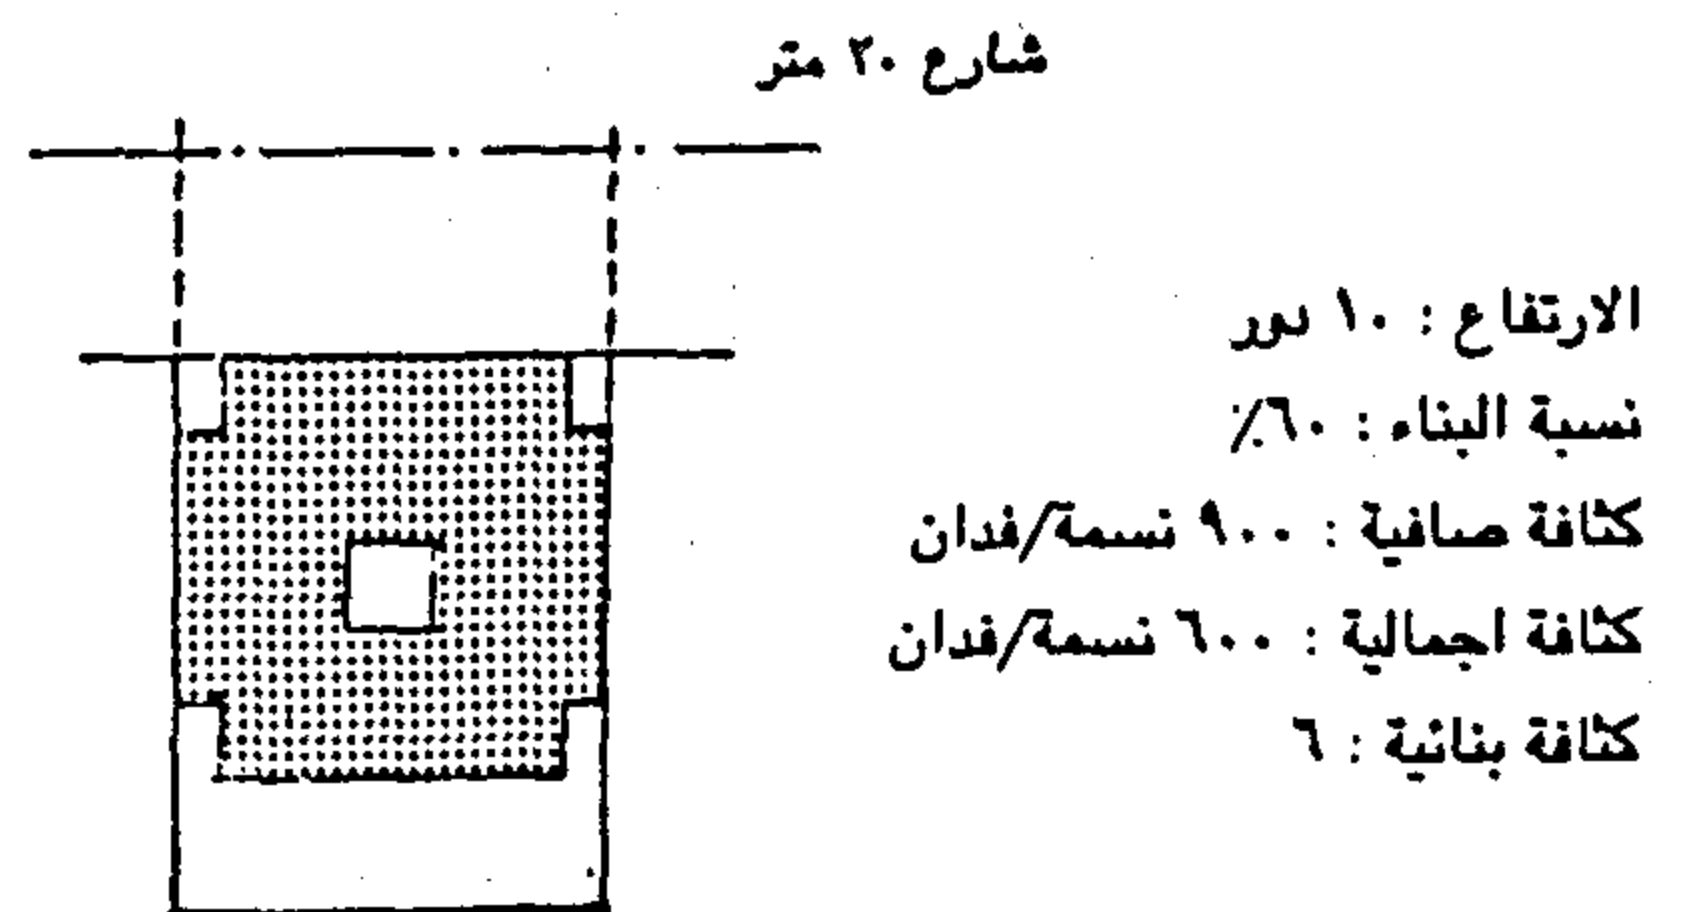 شارع ٢٠ متر
الارتفاع : ١٠ دور
نسبة البناء : ٦٠٪
كثافة صافية : ٩٠٠ نسمة/فدان
كثافة اجمالية : ٦٠٠ نسمة/فدان
كثافة بنائية : ٦